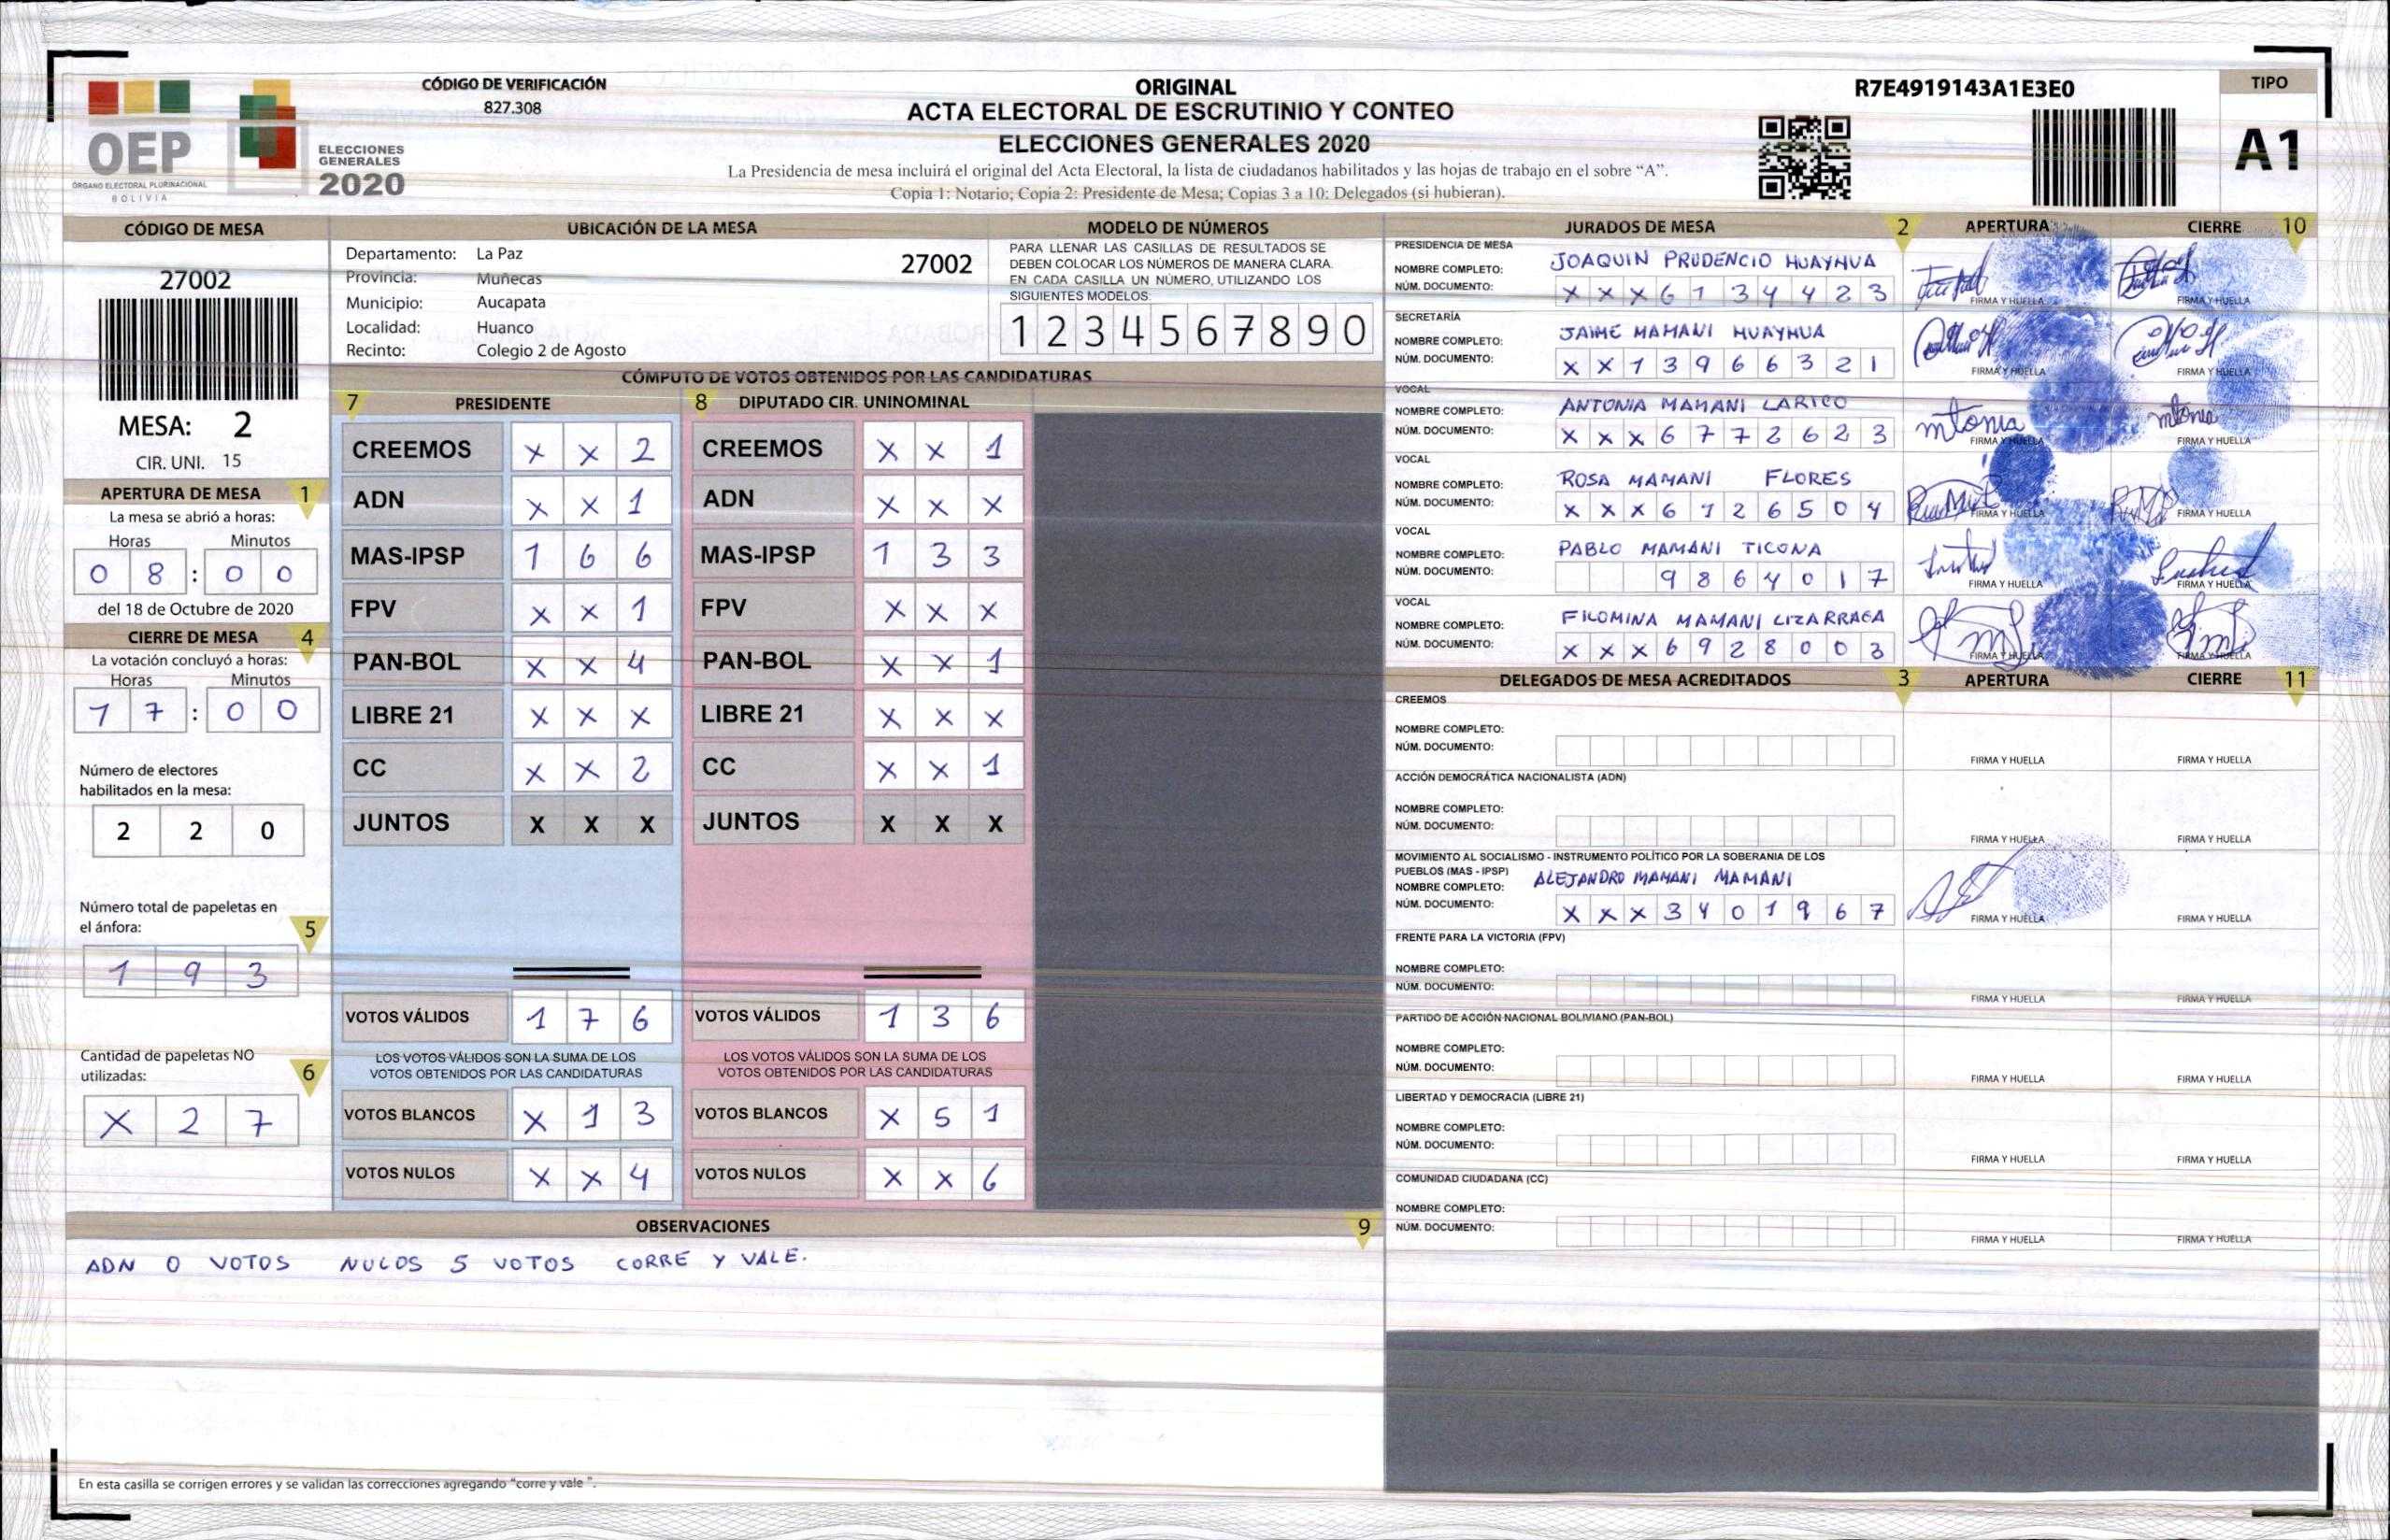 CÓDIGO DE VERIFICACIÓN
827.308
ORIGINAL
ACTA ELECTORAL DE ESCRUTINIO Y CONTEO
ELECCIONES GENERALES 2020
La Presidencia de mesa incluirá el original del Acta Electoral, la lista de ciudadanos habilitados y las hojas de trabajo en el sobre “A”.
Copia 1: Notario; Copia 2: Presidente de Mesa; Copias 3 a 10: Delegados (si hubieran).
R7E4919143A1E3E0
TIPO
A1
OEP
ÓRGANO ELECTORAL PLURINACIONAL
BOLIVIA
ELECCIONES
GENERALES
2020
CÓDIGO DE MESA
27002
MESA: 2
CIR. UNI. 15
APERTURA DE MESA 1
La mesa se abrió a horas:
Horas Minutos
0 8 : 0 0
del 18 de Octubre de 2020
CIERRE DE MESA 4
La votación concluyó a horas:
Horas Minutos
1 7 : 0 0
Número de electores
habilitados en la mesa:
2 2 0
Número total de papeletas en
el ánfora: 5
1 9 3
Cantidad de papeletas NO
utilizadas: 6
X 2 7
UBICACIÓN DE LA MESA
Departamento: La Paz
27002
Provincia: Muñecas
Municipio: Aucapata
Localidad: Huanco
Recinto: Colegio 2 de Agosto
MODELO DE NÚMEROS
PARA LLENAR LAS CASILLAS DE RESULTADOS SE
DEBEN COLOCAR LOS NÚMEROS DE MANERA CLARA.
EN CADA CASILLA UN NÚMERO, UTILIZANDO LOS
SIGUIENTES MODELOS:
1 2 3 4 5 6 7 8 9 0
CÓMPUTO DE VOTOS OBTENIDOS POR LAS CANDIDATURAS
7 PRESIDENTE
CREEMOS X X 2
ADN X X 1
MAS-IPSP 1 6 6
FPV X X 1
PAN-BOL X X 4
LIBRE 21 X X X
CC X X 2
JUNTOS X X X
VOTOS VÁLIDOS 1 7 6
LOS VOTOS VÁLIDOS SON LA SUMA DE LOS
VOTOS OBTENIDOS POR LAS CANDIDATURAS
VOTOS BLANCOS X 1 3
VOTOS NULOS X X 4
8 DIPUTADO CIR. UNINOMINAL
CREEMOS X X 1
ADN X X X
MAS-IPSP 1 3 3
FPV X X X
PAN-BOL X X 1
LIBRE 21 X X X
CC X X 1
JUNTOS X X X
VOTOS VÁLIDOS 1 3 6
LOS VOTOS VÁLIDOS SON LA SUMA DE LOS
VOTOS OBTENIDOS POR LAS CANDIDATURAS
VOTOS BLANCOS X 5 1
VOTOS NULOS X X 6
OBSERVACIONES 9
ADN 0 VOTOS NULOS 5 VOTOS CORRE Y VALE.
En esta casilla se corrigen errores y se validan las correcciones agregando “corre y vale”.
JURADOS DE MESA 2 APERTURA CIERRE 10
PRESIDENCIA DE MESA
NOMBRE COMPLETO: JOAQUIN PRUDENCIO HUAYHUA
NÚM. DOCUMENTO: X X X 6 1 3 4 4 2 3
FIRMA Y HUELLA FIRMA Y HUELLA
SECRETARÍA
NOMBRE COMPLETO: JAIME MAMANI HUAYHUA
NÚM. DOCUMENTO: X X 1 3 9 6 6 3 2 1
FIRMA Y HUELLA FIRMA Y HUELLA
VOCAL
NOMBRE COMPLETO: ANTONIA MAMANI LARICO
NÚM. DOCUMENTO: X X X 6 7 7 2 6 2 3
FIRMA Y HUELLA FIRMA Y HUELLA
VOCAL
NOMBRE COMPLETO: ROSA MAMANI FLORES
NÚM. DOCUMENTO: X X X 6 1 2 6 5 0 4
FIRMA Y HUELLA FIRMA Y HUELLA
VOCAL
NOMBRE COMPLETO: PABLO MAMANI TICONA
NÚM. DOCUMENTO: 9 8 6 4 0 1 7
FIRMA Y HUELLA FIRMA Y HUELLA
VOCAL
NOMBRE COMPLETO: FILOMINA MAMANI LIZARRAGA
NÚM. DOCUMENTO: X X X 6 9 2 8 0 0 3
FIRMA Y HUELLA FIRMA Y HUELLA
DELEGADOS DE MESA ACREDITADOS 3 APERTURA CIERRE 11
CREEMOS
NOMBRE COMPLETO:
NÚM. DOCUMENTO:
FIRMA Y HUELLA FIRMA Y HUELLA
ACCIÓN DEMOCRÁTICA NACIONALISTA (ADN)
NOMBRE COMPLETO:
NÚM. DOCUMENTO:
FIRMA Y HUELLA FIRMA Y HUELLA
MOVIMIENTO AL SOCIALISMO - INSTRUMENTO POLÍTICO POR LA SOBERANIA DE LOS
PUEBLOS (MAS - IPSP)
NOMBRE COMPLETO: ALEJANDRO MAMANI MAMANI
NÚM. DOCUMENTO: X X X 3 4 0 1 9 6 7
FIRMA Y HUELLA FIRMA Y HUELLA
FRENTE PARA LA VICTORIA (FPV)
NOMBRE COMPLETO:
NÚM. DOCUMENTO:
FIRMA Y HUELLA FIRMA Y HUELLA
PARTIDO DE ACCIÓN NACIONAL BOLIVIANO (PAN-BOL)
NOMBRE COMPLETO:
NÚM. DOCUMENTO:
FIRMA Y HUELLA FIRMA Y HUELLA
LIBERTAD Y DEMOCRACIA (LIBRE 21)
NOMBRE COMPLETO:
NÚM. DOCUMENTO:
FIRMA Y HUELLA FIRMA Y HUELLA
COMUNIDAD CIUDADANA (CC)
NOMBRE COMPLETO:
NÚM. DOCUMENTO:
FIRMA Y HUELLA FIRMA Y HUELLA